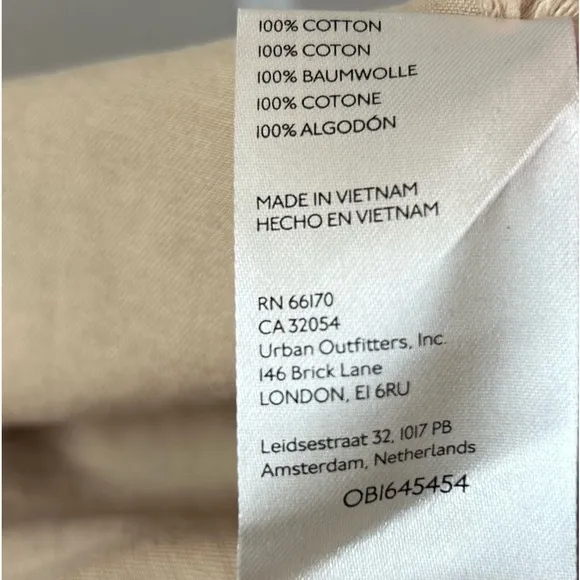 100% COTTON
100% COTON
100% BAUMWOLLE
100% COTONE
100% ALGODÓN
MADE IN VIETNAM
HECHO EN VIETNAM
RN 66170
CA 32054
Urban Outfitters, Inc.
146 Brick Lane
LONDON, E1 6RU
Leidsestraat 32, 1017 PB
Amsterdam, Netherlands
OB1645454